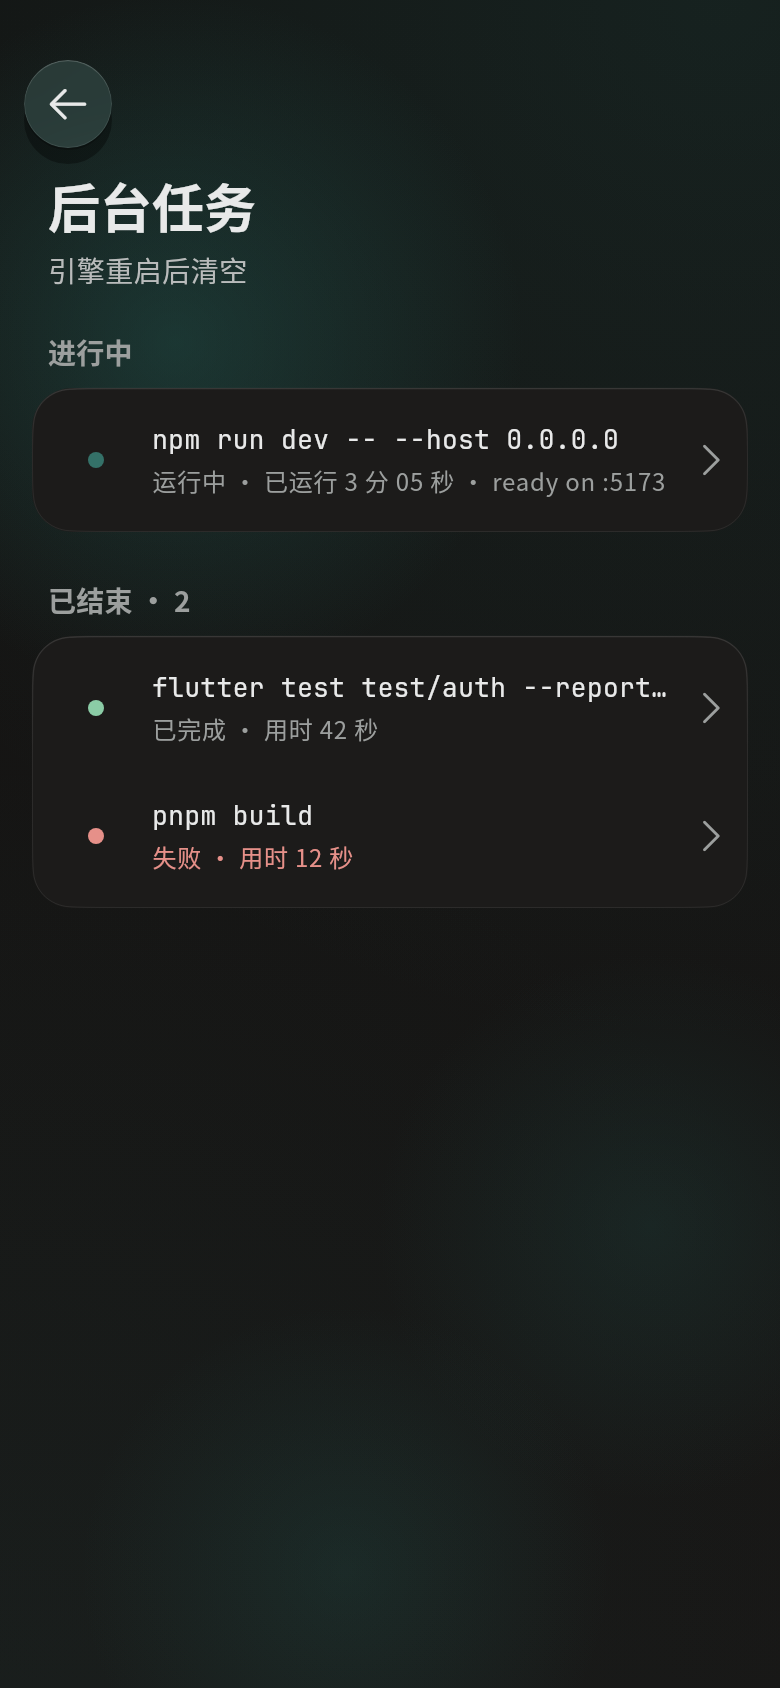 后台任务
引擎重启后清空
进行中
npm run dev -- --host 0.0.0.0
运行中 · 已运行 3 分 05 秒 · ready on :5173
已结束 · 2
flutter test test/auth --report…
已完成 · 用时 42 秒
pnpm build
失败 · 用时 12 秒